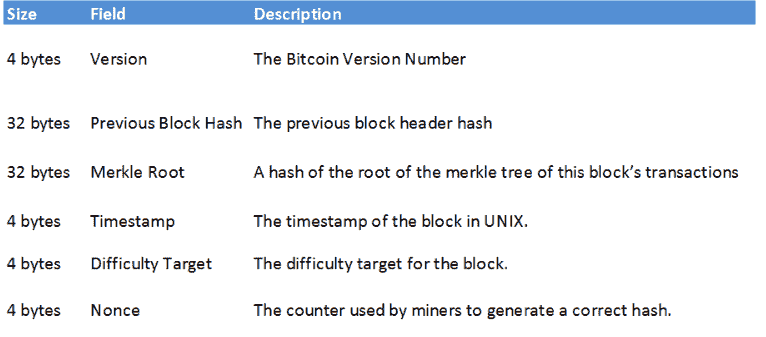 Size Field Description
4 bytes Version The Bitcoin Version Number
32 bytes Previous Block Hash The previous block header hash
32 bytes Merkle Root A hash of the root of the merkle tree of this block’s transactions
4 bytes Timestamp The timestamp of the block in UNIX.
4 bytes Difficulty Target The difficulty target for the block.
4 bytes Nonce The counter used by miners to generate a correct hash.